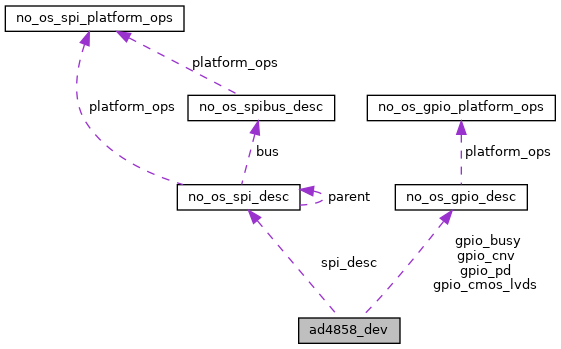 no_os_spi_platform_ops
platform_ops
no_os_spibus_desc
no_os_gpio_platform_ops
platform_ops
bus
platform_ops
no_os_spi_desc
parent
no_os_gpio_desc
spi_desc
gpio_busy
gpio_cnv
gpio_pd
gpio_cmos_lvds
ad4858_dev